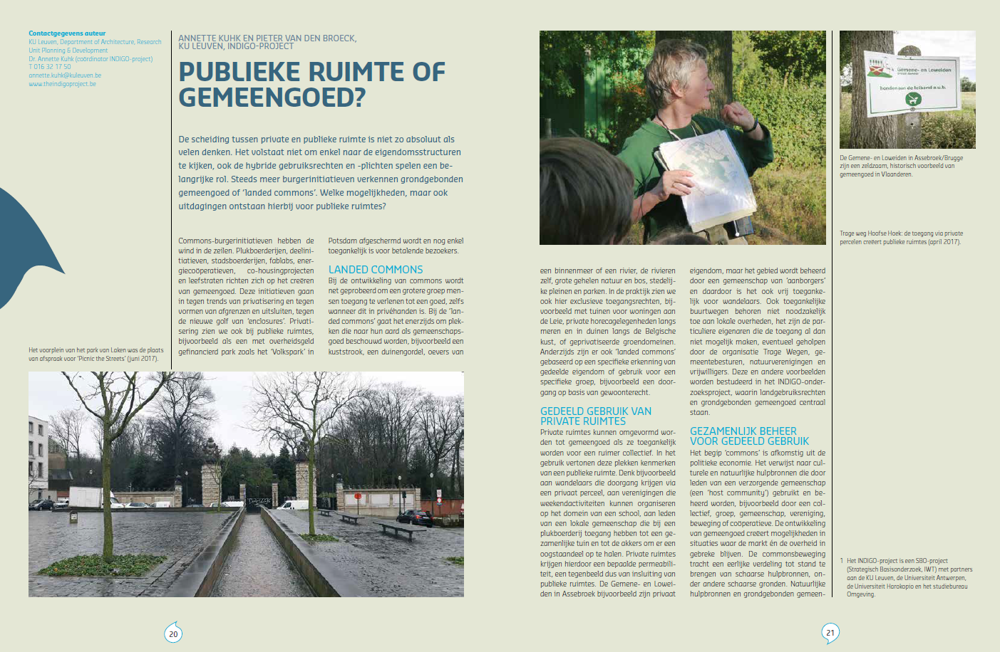 Contactgegevens auteur
KU Leuven, Department of Architecture, Research
Unit Planning & Development
Dr. Annette Kuhk (coördinator INDIGO-project)
T 016 32 17 50
annette.kuhk@kuleuven.be
www.theindigoproject.be
ANNETTE KUHK EN PIETER VAN DEN BROECK,
KU LEUVEN, INDIGO-PROJECT
PUBLIEKE RUIMTE OF
GEMEENGOED?
De scheiding tussen private en publieke ruimte is niet zo absoluut als
velen denken. Het volstaat niet om enkel naar de eigendomsstructuren
te kijken, ook de hybride gebruiksrechten en -plichten spelen een be-
langrijke rol. Steeds meer burgerinitiatieven verkennen grondgebonden
gemeengoed of ‘landed commons’. Welke mogelijkheden, maar ook
uitdagingen ontstaan hierbij voor publieke ruimtes?
Commons-burgerinitiatieven hebben de
wind in de zeilen. Plukboerderijen, deelini-
tiatieven, stadsboerderijen, fablabs, ener-
giecoöperatieven, co-housingprojecten
en leefstraten richten zich op het creëren
van gemeengoed. Deze initiatieven gaan
in tegen trends van privatisering en tegen
vormen van afgrenzen en uitsluiten, tegen
de nieuwe golf van ‘enclosures’. Privati-
sering zien we ook bij publieke ruimtes,
bijvoorbeeld als een met overheidsgeld
gefinancierd park zoals het ‘Volkspark’ in
Potsdam afgeschermd wordt en nog enkel
toegankelijk is voor betalende bezoekers.
LANDED COMMONS
Bij de ontwikkeling van commons wordt
net geprobeerd om een grotere groep men-
sen toegang te verlenen tot een goed, zelfs
wanneer dit in privéhanden is. Bij de ‘lan-
ded commons’ gaat het enerzijds om plek-
ken die naar hun aard als gemeenschaps-
goed beschouwd worden, bijvoorbeeld een
kuststrook, een duinengordel, oevers van
Het voorplein van het park van Laken was de plaats
van afspraak voor ‘Picnic the Streets’ (juni 2017).
20
een binnenmeer of een rivier, de rivieren
zelf, grote gehelen natuur en bos, stedelij-
ke pleinen en parken. In de praktijk zien we
ook hier exclusieve toegangsrechten, bij-
voorbeeld met tuinen voor woningen aan
de Leie, private horecagelegenheden langs
meren en in duinen langs de Belgische
kust, of geprivatiseerde groendomeinen.
Anderzijds zijn er ook ‘landed commons’
gebaseerd op een specifieke erkenning van
gedeelde eigendom of gebruik voor een
specifieke groep, bijvoorbeeld een door-
gang op basis van gewoonterecht.
GEDEELD GEBRUIK VAN
PRIVATE RUIMTES
Private ruimtes kunnen omgevormd wor-
den tot gemeengoed als ze toegankelijk
worden voor een ruimer collectief. In het
gebruik vertonen deze plekken kenmerken
van een publieke ruimte. Denk bijvoorbeeld
aan wandelaars die doorgang krijgen via
een privaat perceel, aan verenigingen die
weekendactiviteiten kunnen organiseren
op het domein van een school, aan leden
van een lokale gemeenschap die bij een
plukboerderij toegang hebben tot een ge-
zamenlijke tuin en tot de akkers om er een
oogstaandeel op te halen. Private ruimtes
krijgen hierdoor een bepaalde permeabili-
teit, een tegenbeeld dus van insluiting van
publieke ruimtes. De Gemene- en Lowei-
den in Assebroek bijvoorbeeld zijn privaat
eigendom, maar het gebied wordt beheerd
door een gemeenschap van ‘aanborgers’
en daardoor is het ook vrij toeganke-
lijk voor wandelaars. Ook toegankelijke
buurtwegen behoren niet noodzakelijk
toe aan lokale overheden, het zijn de par-
ticuliere eigenaren die de toegang al dan
niet mogelijk maken, eventueel geholpen
door de organisatie Trage Wegen, ge-
meentebesturen, natuurverenigingen en
vrijwilligers. Deze en andere voorbeelden
worden bestudeerd in het INDIGO-onder-
zoeksproject, waarin landgebruiksrechten
en grondgebonden gemeengoed centraal
staan.
GEZAMENLIJK BEHEER
VOOR GEDEELD GEBRUIK
Het begip ‘commons’ is afkomstig uit de
politieke economie. Het verwijst naar cul-
turele en natuurlijke hulpbronnen die door
leden van een verzorgende gemeenschap
(een ‘host community’) gebruikt en be-
heerd worden, bijvoorbeeld door een col-
lectief, groep, gemeenschap, vereniging,
beweging of coöperatieve. De ontwikkeling
van gemeengoed creëert mogelijkheden in
situaties waar de markt én de overheid in
gebreke blijven. De commonsbeweging
tracht een eerlijke verdeling tot stand te
brengen van schaarse hulpbronnen, on-
der andere schaarse gronden. Natuurlijke
hulpbronnen en grondgebonden gemeen-
Gemene- en Loweiden
honden aan de leiband a.u.b.
De Gemene- en Loweiden in Assebroek/Brugge
zijn een zeldzaam, historisch voorbeeld van
gemeengoed in Vlaanderen.
Trage weg Hoofse Hoek: de toegang via private
percelen creëert publieke ruimtes (april 2017).
1 Het INDIGO-project is een SBO-project
(Strategisch Basisonderzoek, IWT) met partners
aan de KU Leuven, de Universiteit Antwerpen,
de Universiteit Harokopio en het studiebureau
Omgeving.
21